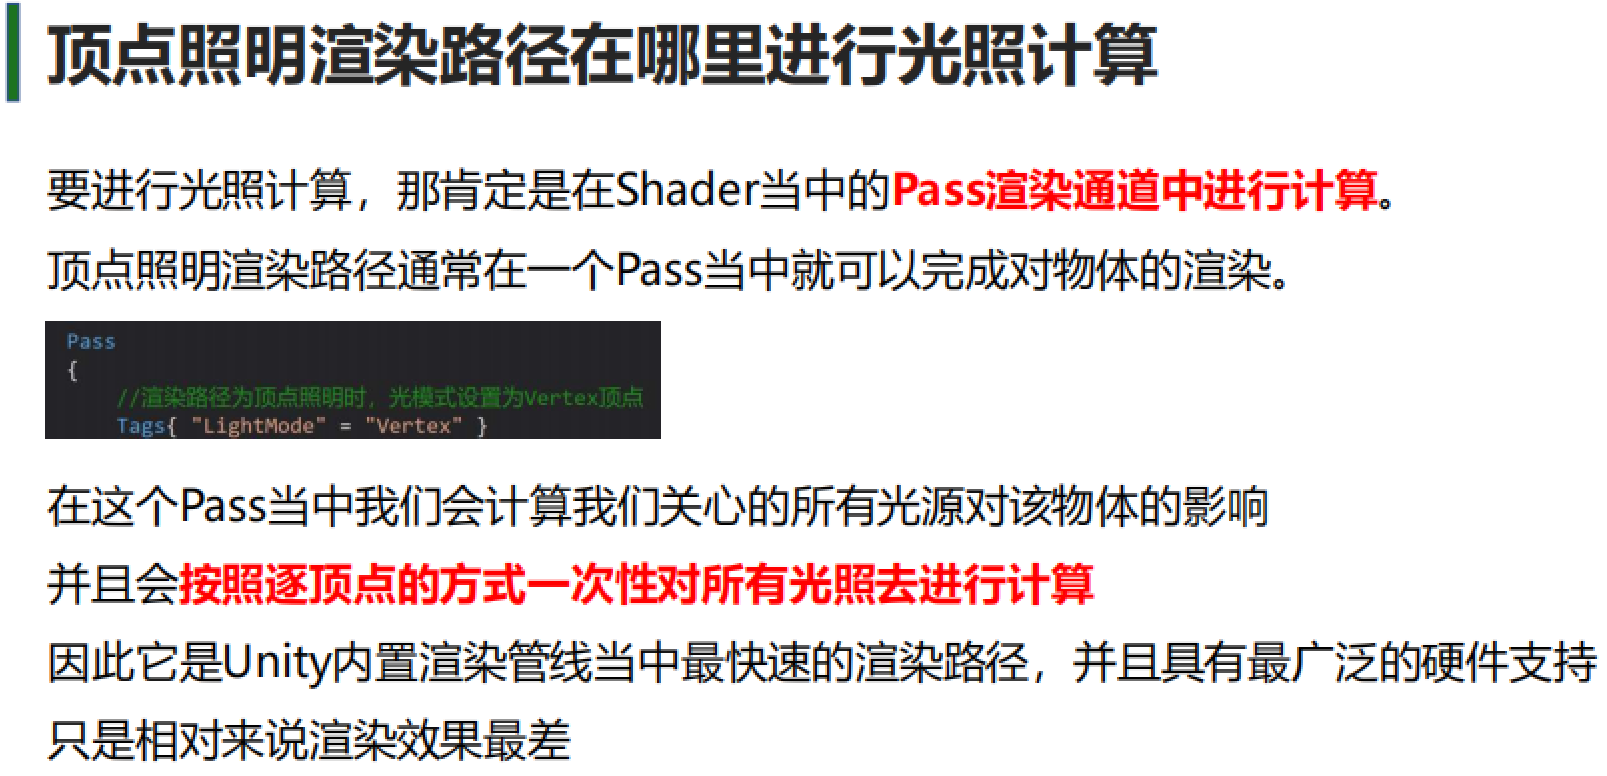 顶点照明渲染路径在哪里进行光照计算
要进行光照计算，那肯定是在Shader当中的Pass渲染通道中进行计算。
顶点照明渲染路径通常在一个Pass当中就可以完成对物体的渲染。
Pass
{
//渲染路径为顶点照明时，光模式设置为Vertex顶点
Tags{ "LightMode" = "Vertex" }
在这个Pass当中我们会计算我们关心的所有光源对该物体的影响
并且会按照逐顶点的方式一次性对所有光照去进行计算
因此它是Unity内置渲染管线当中最快速的渲染路径，并且具有最广泛的硬件支持
只是相对来说渲染效果最差